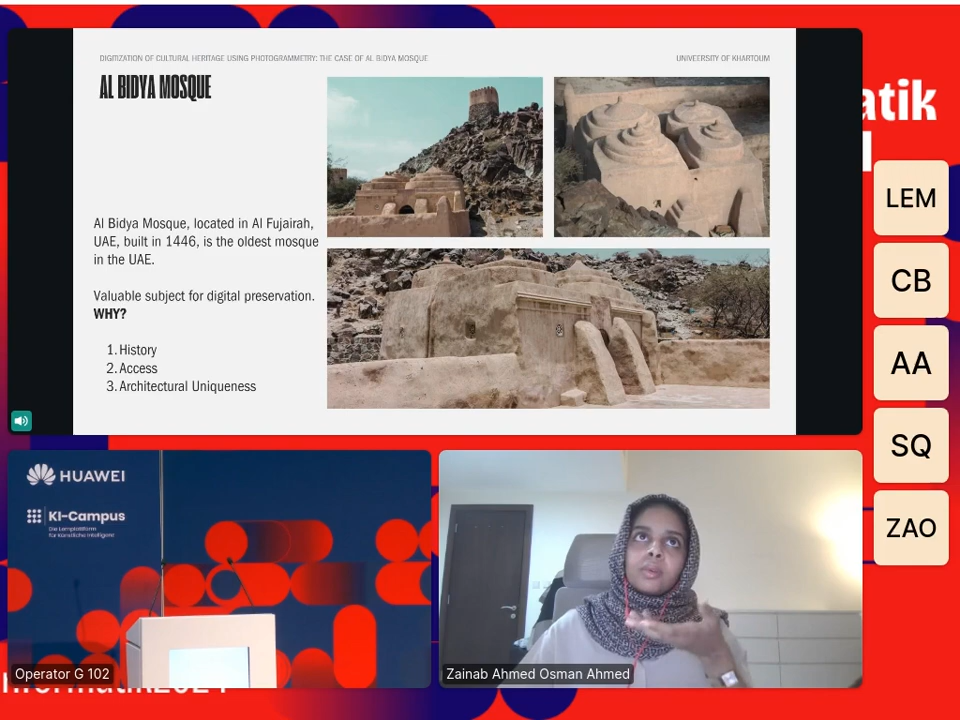 DIGITIZATION OF CULTURAL HERITAGE USING PHOTOGRAMMETRY: THE CASE OF AL BIDYA MOSQUE
UNIVEERSITY OF KHARTOUM
AL BIDYA MOSQUE
Al Bidya Mosque, located in Al Fujairah,
UAE, built in 1446, is the oldest mosque
in the UAE.
Valuable subject for digital preservation.
WHY?
1. History
2. Access
3. Architectural Uniqueness
atik
LEM
CB
AA
SQ
ZAO
HUAWEI
KI-Campus
Die Lernplattform
für Künstliche Intelligenz
Operator G 102
Zainab Ahmed Osman Ahmed